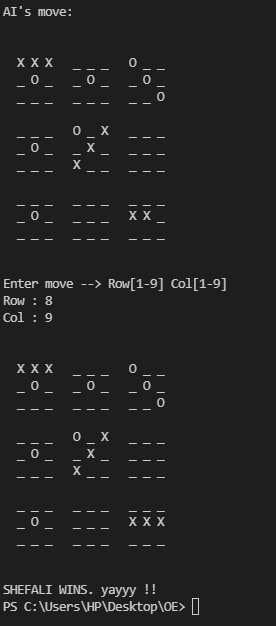 AI's move:
X X X _ _ _ O _ _
_ O _ _ O _ _ O _
_ _ _ _ _ _ _ _ O
_ _ _ O _ X _ _ _
_ O _ _ X _ _ _ _
_ _ _ X _ _ _ _ _
_ _ _ _ _ _ _ _ _
_ O _ _ _ _ X X _
_ _ _ _ _ _ _ _ _
Enter move --> Row[1-9] Col[1-9]
Row : 8
Col : 9
X X X _ _ _ O _ _
_ O _ _ O _ _ O _
_ _ _ _ _ _ _ _ O
_ _ _ O _ X _ _ _
_ O _ _ X _ _ _ _
_ _ _ X _ _ _ _ _
_ _ _ _ _ _ _ _ _
_ O _ _ _ _ X X X
_ _ _ _ _ _ _ _ _
SHEFALI WINS. yayyy !!
PS C:\Users\HP\Desktop\OE>